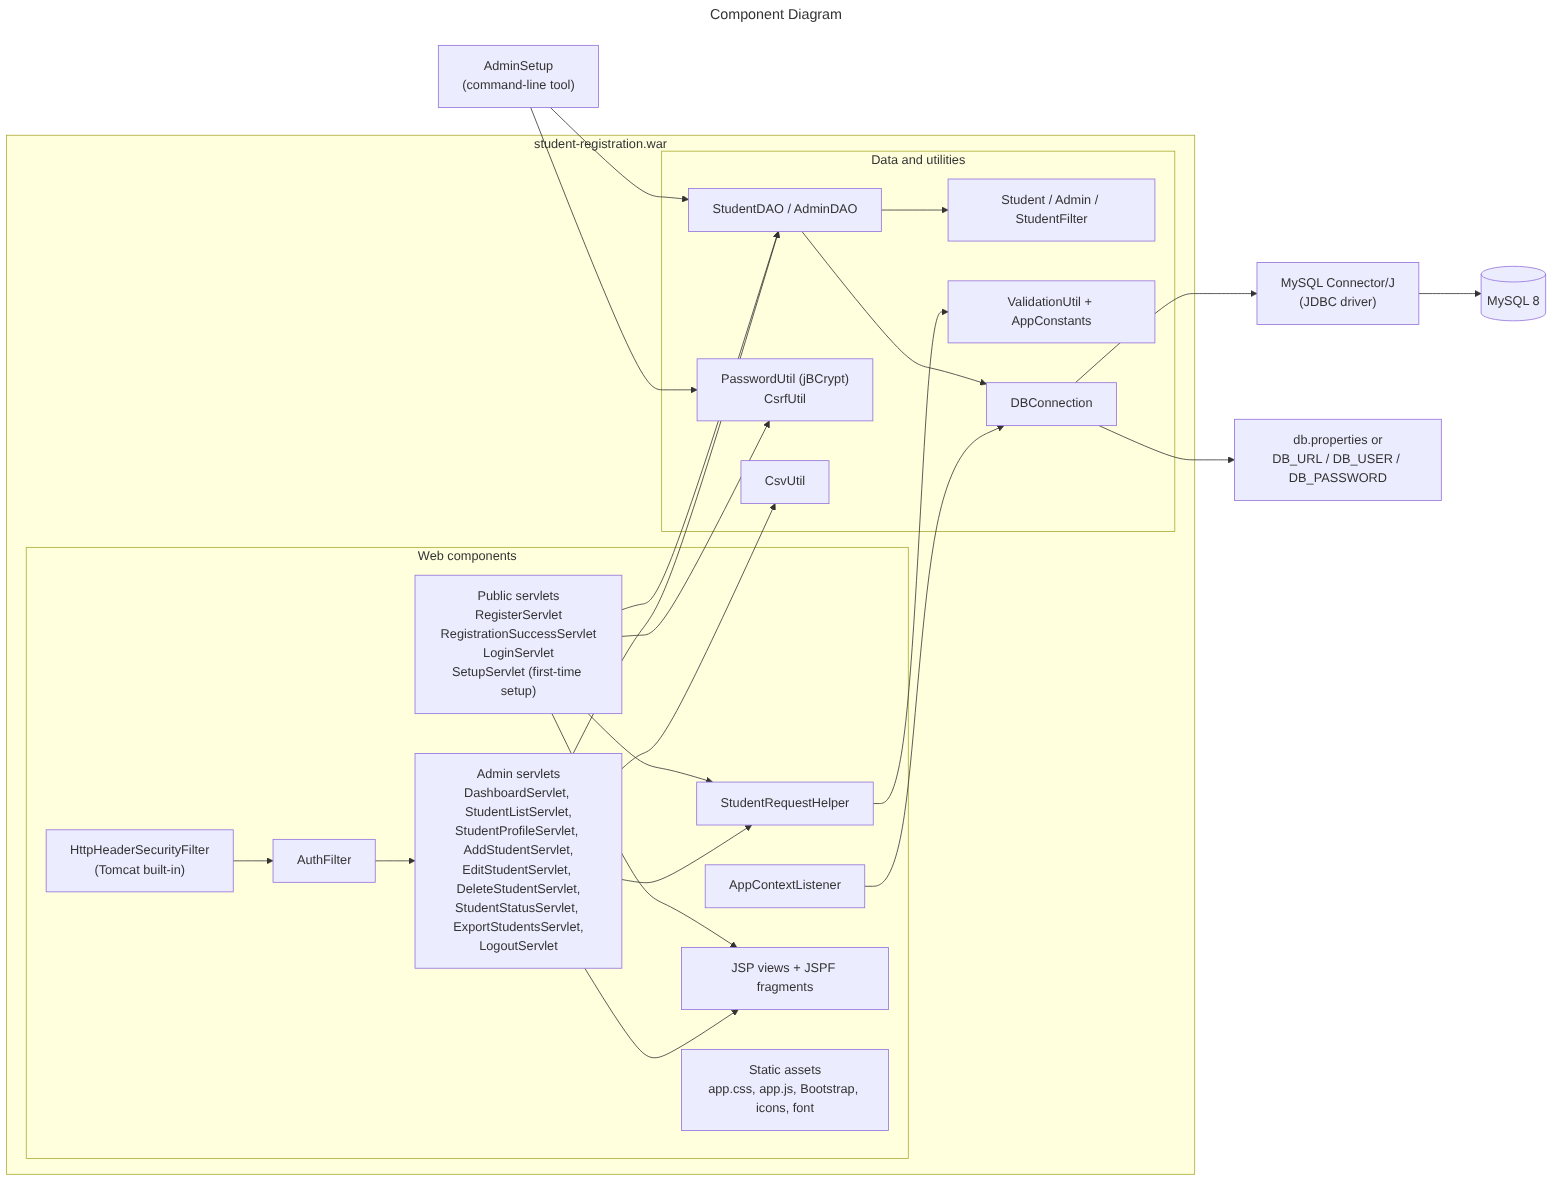 Component Diagram
AdminSetup
(command-line tool)
student-registration.war
Data and utilities
StudentDAO / AdminDAO
Student / Admin /
StudentFilter
MySQL Connector/J
(JDBC driver)
MySQL 8
ValidationUtil +
AppConstants
PasswordUtil (jBCrypt)
CsrfUtil
DBConnection
db.properties or
DB_URL / DB_USER /
DB_PASSWORD
CsvUtil
Web components
Public servlets
RegisterServlet
RegistrationSuccessServlet
LoginServlet
SetupServlet (first-time
setup)
Admin servlets
DashboardServlet,
StudentListServlet,
StudentProfileServlet,
AddStudentServlet,
EditStudentServlet,
DeleteStudentServlet,
StudentStatusServlet,
ExportStudentsServlet,
LogoutServlet
StudentRequestHelper
HttpHeaderSecurityFilter
(Tomcat built-in)
AuthFilter
AppContextListener
JSP views + JSPF
fragments
Static assets
app.css, app.js, Bootstrap,
icons, font